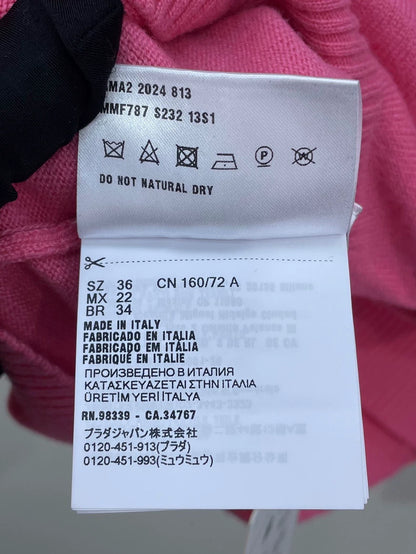 MA2 2024 813
MMF787 S232 13S1
DO NOT NATURAL DRY
SZ 36 CN 160/72 A
MX 22
BR 34
MADE IN ITALY
FABRICADO EN ITALIA
FABRICADO EM ITÁLIA
FABRIQUÉ EN ITALIE
ПРОИЗВЕДЕНО В ИТАЛИЯ
ΚΑΤΑΣΚΕΥΑΖΕΤΑΙ ΣΤΗΝ ΙΤΑΛΙΑ
ÜRETİM YERİ İTALYA
RN.98339 - CA.34767
プラダジャパン株式会社
0120-451-913(プラダ)
0120-451-993(ミュウミュウ)